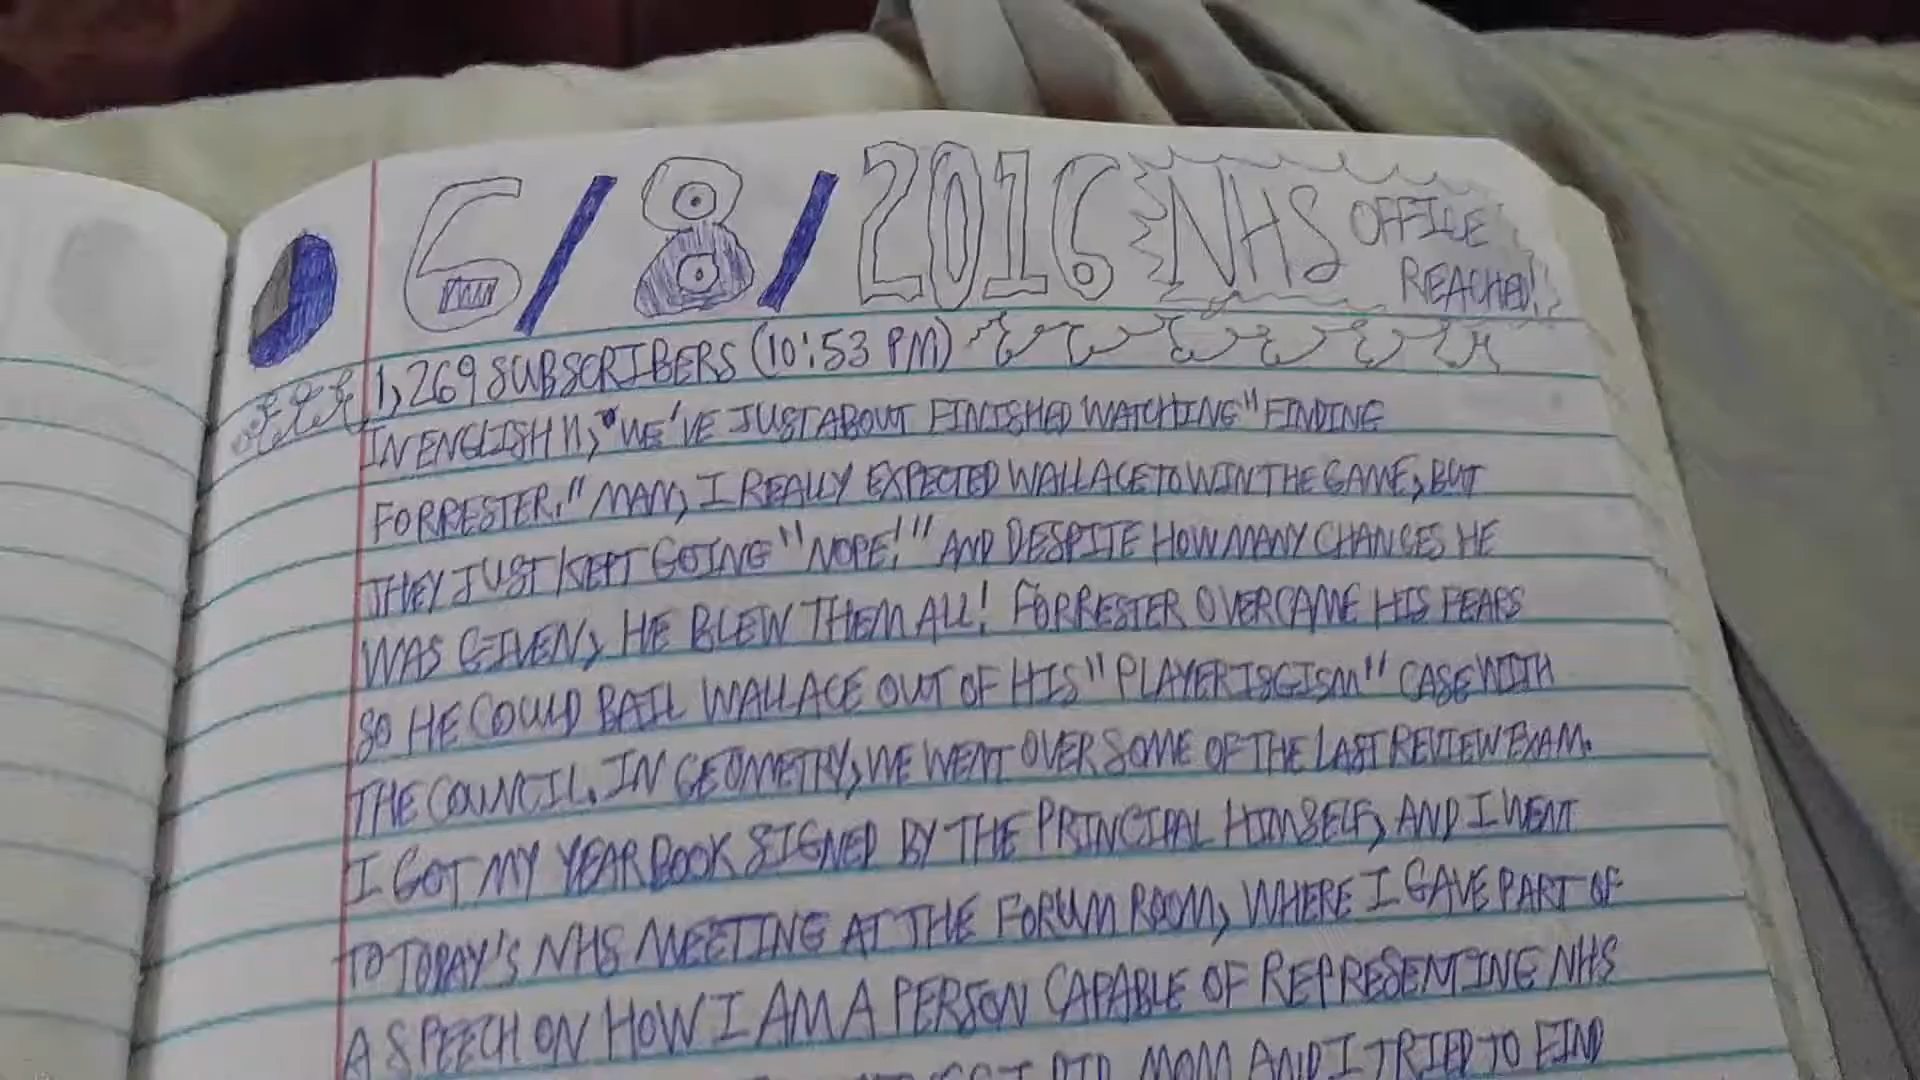 6/8/2016 NHS OFFICE REACHED!
1,269 SUBSCRIBERS (10:53 PM)
IN ENGLISH 11, WE'VE JUST ABOUT FINISHED WATCHING "FINDING
FORRESTER." MAN, I REALLY EXPECTED WALLACE TO WIN THE GAME, BUT
THEY JUST KEPT GOING "NOPE!" AND DESPITE HOW MANY CHANCES HE
WAS GIVEN, HE BLEW THEM ALL! FORRESTER OVERCAME HIS FEARS
SO HE COULD BAIL WALLACE OUT OF HIS "PLAYERISGISM" CASE WITH
THE COUNCIL. IN GEOMETRY, WE WENT OVER SOME OF THE LAST REVIEW EXAM.
I GOT MY YEARBOOK SIGNED BY THE PRINCIPAL HIMSELF, AND I WENT
TO TODAY'S NHS MEETING AT THE FORUM ROOM, WHERE I GAVE PART OF
A SPEECH ON HOW I AM A PERSON CAPABLE OF REPRESENTING NHS
I DID, MOM AND I TRIED TO FIND